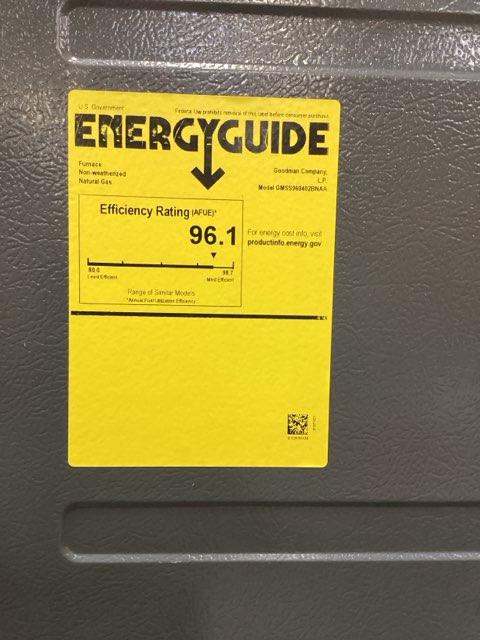 U.S. Government
Federal law prohibits removal of this label before consumer purchase.
ENERGYGUIDE
Furnace
Non-weatherized
Natural Gas
Goodman Company,
L.P.
Model GMSS960402BNAA
Efficiency Rating (AFUE)*
96.1
For energy cost info, visit
productinfo.energy.gov
80.0
98.7
Least Efficient
Most Efficient
Range of Similar Models
*Annual Fuel Utilization Efficiency